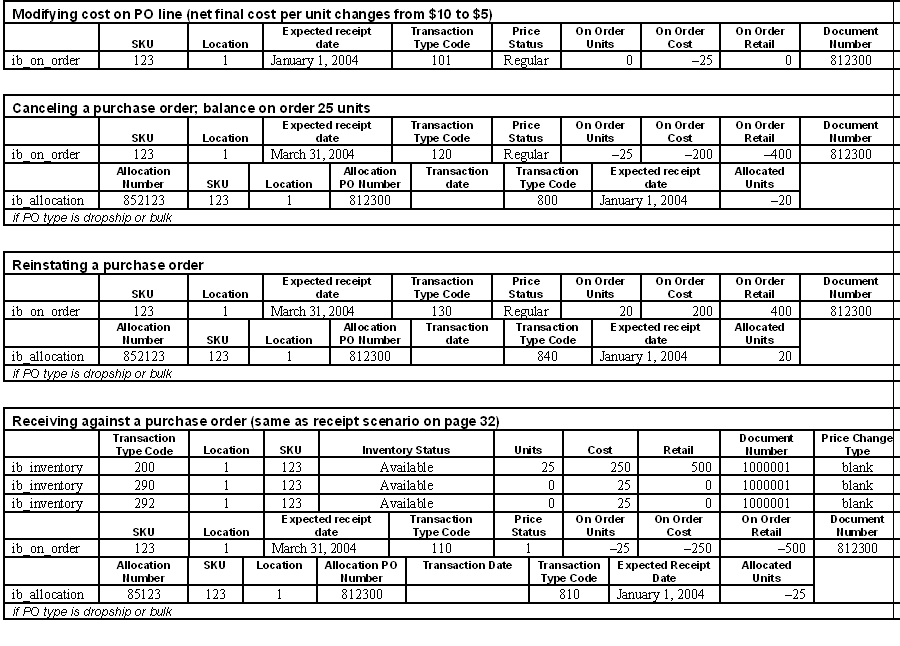 Modifying cost on PO line (net final cost per unit changes from $10 to $5)
SKU Location Expected receipt date Transaction Type Code Price Status On Order Units On Order Cost On Order Retail Document Number
ib_on_order 123 1 January 1, 2004 101 Regular 0 –25 0 812300
Canceling a purchase order; balance on order 25 units
SKU Location Expected receipt date Transaction Type Code Price Status On Order Units On Order Cost On Order Retail Document Number
ib_on_order 123 1 March 31, 2004 120 Regular –25 –200 –400 812300
Allocation Number SKU Location Allocation PO Number Transaction date Transaction Type Code Expected receipt date Allocated Units
ib_allocation 852123 123 1 812300 800 January 1, 2004 –20
if PO type is dropship or bulk
Reinstating a purchase order
SKU Location Expected receipt date Transaction Type Code Price Status On Order Units On Order Cost On Order Retail Document Number
ib_on_order 123 1 March 31, 2004 130 Regular 20 200 400 812300
Allocation Number SKU Location Allocation PO Number Transaction date Transaction Type Code Expected receipt date Allocated Units
ib_allocation 852123 123 1 812300 840 January 1, 2004 20
if PO type is dropship or bulk
Receiving against a purchase order (same as receipt scenario on page 32)
Transaction Type Code Location SKU Inventory Status Units Cost Retail Document Number Price Change Type
ib_inventory 200 1 123 Available 25 250 500 1000001 blank
ib_inventory 290 1 123 Available 0 25 0 1000001 blank
ib_inventory 292 1 123 Available 0 25 0 1000001 blank
SKU Location Expected receipt date Transaction Type Code Price Status On Order Units On Order Cost On Order Retail Document Number
ib_on_order 123 1 March 31, 2004 110 1 –25 –250 –500 812300
Allocation Number SKU Location Allocation PO Number Transaction Date Transaction Type Code Expected Receipt Date Allocated Units
ib_allocation 85123 123 1 812300 810 January 1, 2004 –25
if PO type is dropship or bulk